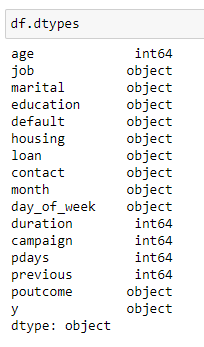 df.dtypes
age int64
job object
marital object
education object
default object
housing object
loan object
contact object
month object
day_of_week object
duration int64
campaign int64
pdays int64
previous int64
poutcome object
y object
dtype: object